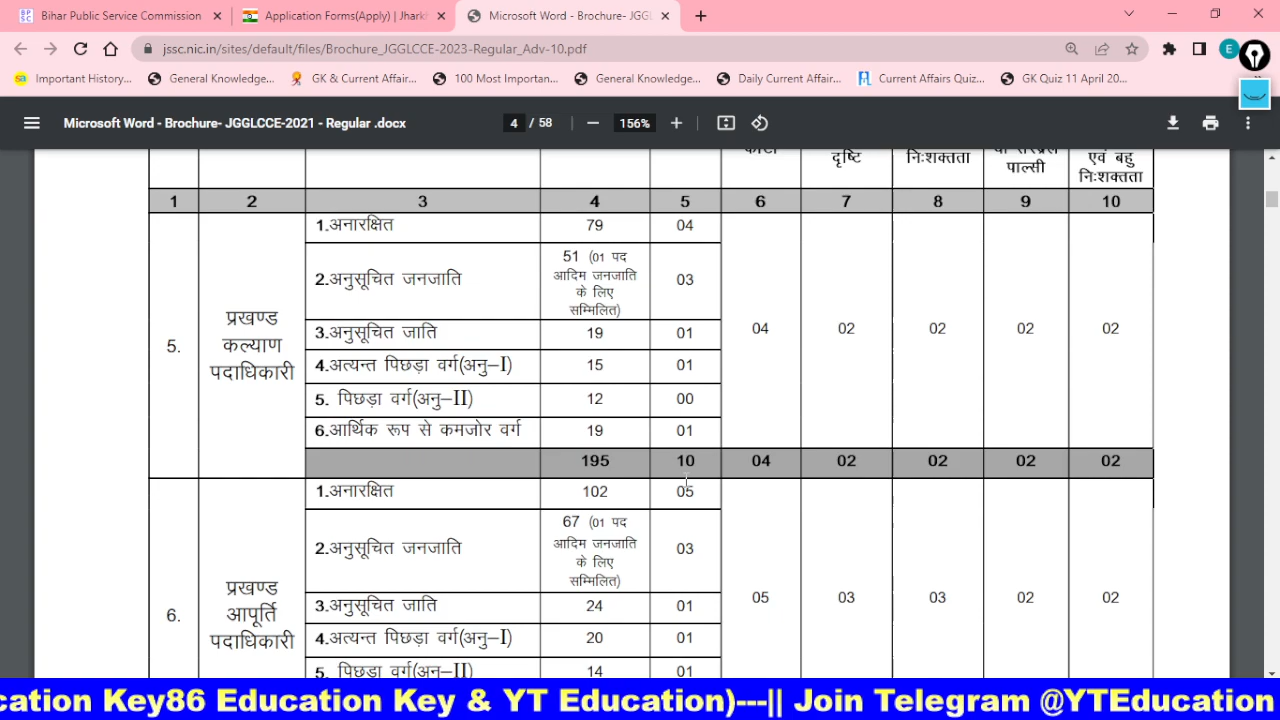 Bihar Public Service Commission
Application Forms(Apply) | Jharkh
Microsoft Word - Brochure- JGGL
jssc.nic.in/sites/default/files/Brochure_JGGLCCE-2023-Regular_Adv-10.pdf
E
Important History...
General Knowledge...
GK & Current Affair...
100 Most Importan...
General Knowledge...
Daily Current Affair...
Current Affairs Quiz...
GK Quiz 11 April 20...
Microsoft Word - Brochure- JGGLCCE-2021 - Regular .docx
4 / 58
156%
दृष्टि
निःशक्तता
पाल्सी
एवं बहु
निःशक्तता
1 2 3 4 5 6 7 8 9 10
5.
प्रखण्ड
कल्याण
पदाधिकारी
1.अनारक्षित 79 04
2.अनुसूचित जनजाति
51 (01 पद
आदिम जनजाति
के लिए
सम्मिलित)
03
3.अनुसूचित जाति 19 01
4.अत्यन्त पिछड़ा वर्ग(अनु–I) 15 01
5. पिछड़ा वर्ग(अनु–II) 12 00
6.आर्थिक रूप से कमजोर वर्ग 19 01
04 02 02 02 02
195 10 04 02 02 02 02
6.
प्रखण्ड
आपूर्ति
पदाधिकारी
1.अनारक्षित 102 05
2.अनुसूचित जनजाति
67 (01 पद
आदिम जनजाति
के लिए
सम्मिलित)
03
3.अनुसूचित जाति 24 01
4.अत्यन्त पिछड़ा वर्ग(अनु–I) 20 01
5. पिछड़ा वर्ग(अनु–II) 14 01
05 03 03 02 02
cation Key86 Education Key & YT Education)---|| Join Telegram @YTEducation